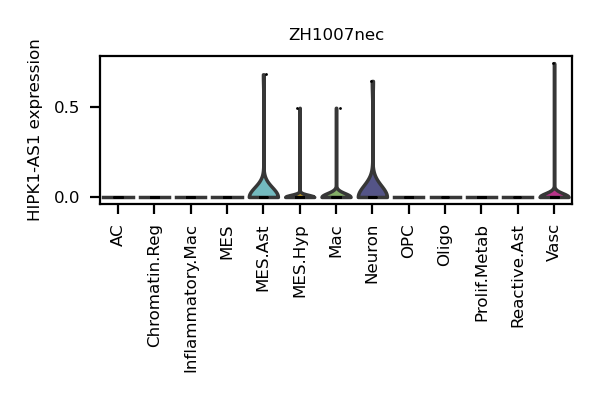 ZH1007nec
HIPK1-AS1 expression
0.5
0.0
AC
Chromatin.Reg
Inflammatory.Mac
MES
MES.Ast
MES.Hyp
Mac
Neuron
OPC
Oligo
Prolif.Metab
Reactive.Ast
Vasc